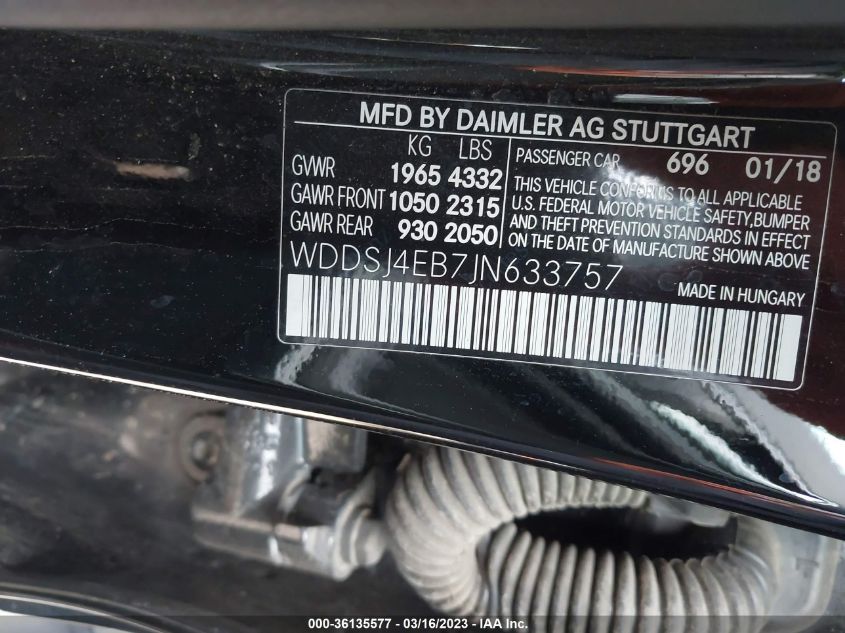 MFD BY DAIMLER AG STUTTGART
KG LBS
GVWR 1965 4332
GAWR FRONT 1050 2315
GAWR REAR 930 2050
PASSENGER CAR 696 01/18
THIS VEHICLE CONFORMS TO ALL APPLICABLE
U.S. FEDERAL MOTOR VEHICLE SAFETY, BUMPER
AND THEFT PREVENTION STANDARDS IN EFFECT
ON THE DATE OF MANUFACTURE SHOWN ABOVE
WDDSJ4EB7JN633757
MADE IN HUNGARY
000-36135577 - 03/16/2023 - IAA, Inc.